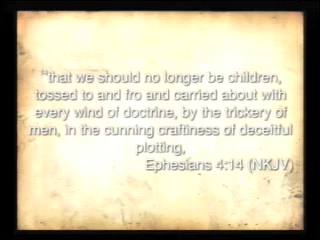 "that we should no longer be children,
tossed to and fro and carried about with
every wind of doctrine, by the trickery of
men, in the cunning craftiness of deceitful
plotting,
Ephesians 4:14 (NKJV)